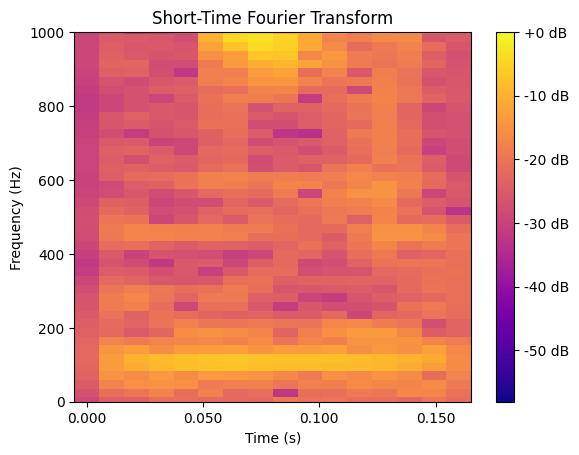 Short-Time Fourier Transform
Frequency (Hz)
1000
800
600
400
200
0
0.000
0.050
0.100
0.150
Time (s)
+0 dB
-10 dB
-20 dB
-30 dB
-40 dB
-50 dB